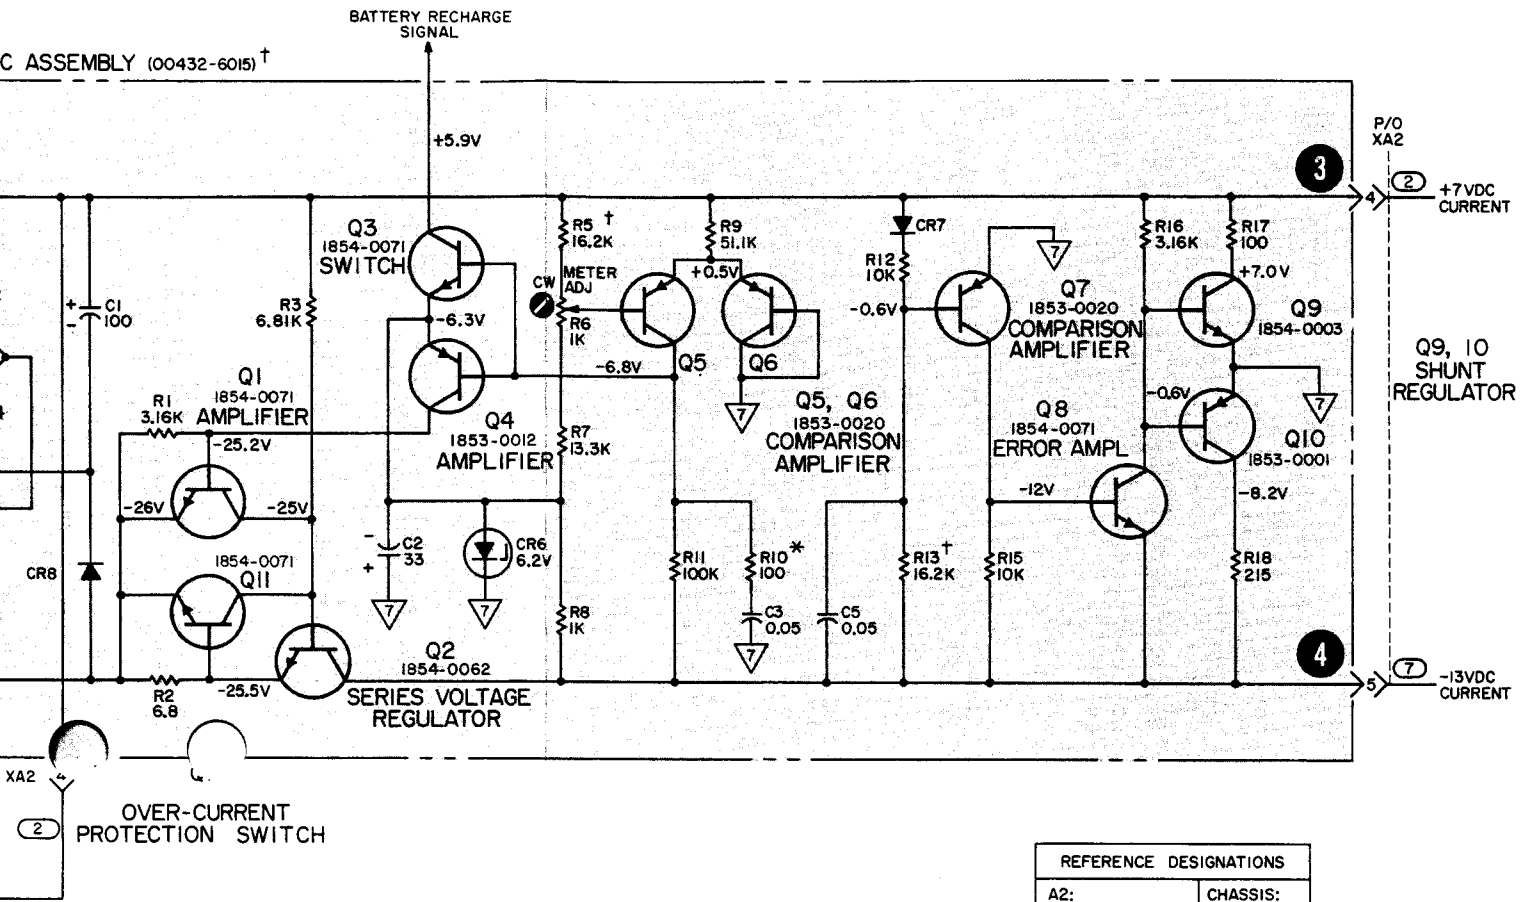 BATTERY RECHARGE
SIGNAL
C ASSEMBLY (00432-6015)†
+5.9V
P/O
XA2
3
4
2
+7VDC
CURRENT
Q3
1854-0071
SWITCH
R5 †
16.2K
R9
51.1K
CR7
R16
3.16K
R17
100
CW
METER
ADJ
+0.5V
R12
10K
7
+7.0V
+
-
C1
100
R3
6.81K
-6.3V
R6
1K
-0.6V
Q7
1853-0020
COMPARISON
AMPLIFIER
Q9
1854-0003
Q5
Q6
-6.8V
Q9, 10
SHUNT
REGULATOR
Q1
1854-0071
AMPLIFIER
R1
3.16K
-25.2V
Q4
1853-0012
AMPLIFIER
R7
13.3K
7
Q5, Q6
1853-0020
COMPARISON
AMPLIFIER
Q8
1854-0071
ERROR AMPL
-0.6V
7
Q10
1853-0001
-26V
-25V
-12V
-8.2V
CR8
1854-0071
Q11
-
C2
33
+
CR6
6.2V
R11
100K
R10 *
100
R13 †
16.2K
R15
10K
R18
215
7
7
R8
1K
C3
0.05
C5
0.05
7
4
Q2
1854-0062
SERIES VOLTAGE
REGULATOR
R2
6.8
-25.5V
5
7
-13VDC
CURRENT
XA2
4
2
OVER-CURRENT
PROTECTION SWITCH
REFERENCE DESIGNATIONS
A2:
CHASSIS: